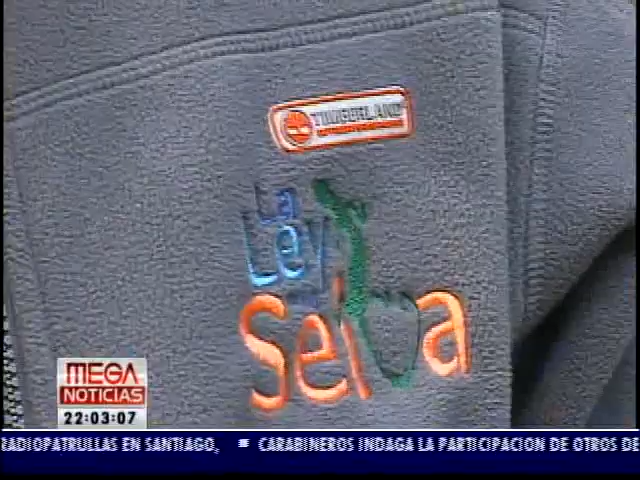 TIMBERLAND
La
Ley
Selva
MEGA
NOTICIAS
22:03:07
RADIOPATRULLAS EN SANTIAGO, ■ CARABINEROS INDAGA LA PARTICIPACION DE OTROS DE